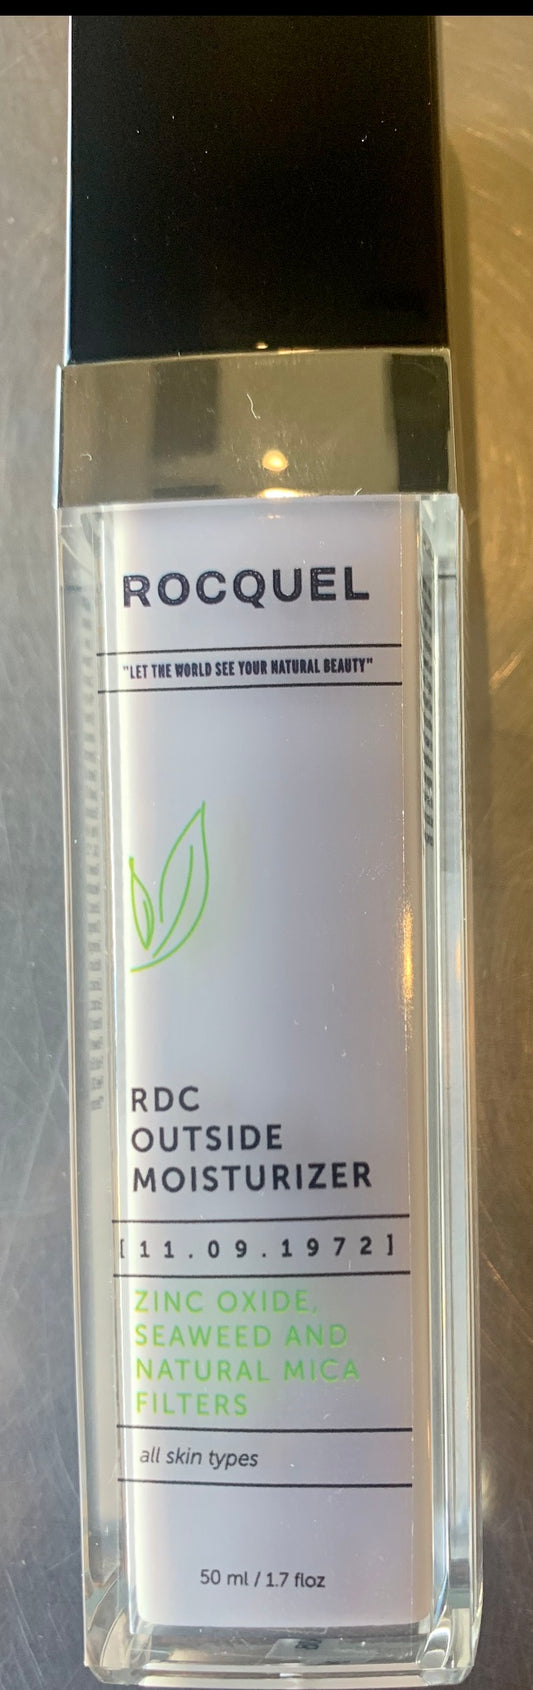 ROCQUEL
"LET THE WORLD SEE YOUR NATURAL BEAUTY"
RDC
OUTSIDE
MOISTURIZER
[11.09.1972]
ZINC OXIDE,
SEAWEED AND
NATURAL MICA
FILTERS
all skin types
50 ml / 1.7 floz